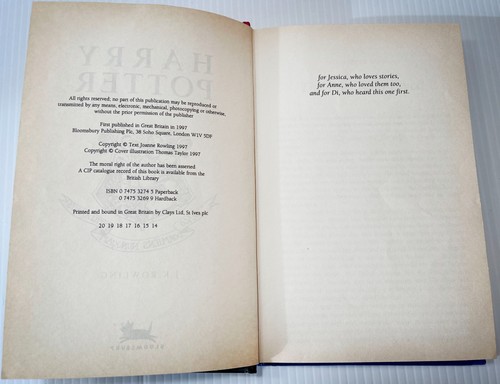 All rights reserved; no part of this publication may be reproduced or
transmitted by any means, electronic, mechanical, photocopying or otherwise,
without the prior permission of the publisher
First published in Great Britain in 1997
Bloomsbury Publishing Plc, 38 Soho Square, London W1V 5DF
Copyright © Text Joanne Rowling 1997
Copyright © Cover illustration Thomas Taylor 1997
The moral right of the author has been asserted
A CIP catalogue record of this book is available from the
British Library
ISBN 0 7475 3274 5 Paperback
0 7475 3269 9 Hardback
Printed and bound in Great Britain by Clays Ltd, St Ives plc
20 19 18 17 16 15 14
for Jessica, who loves stories,
for Anne, who loved them too,
and for Di, who heard this one first.
HARRY
POTTER
J.K. ROWLING
BLOOMSBURY